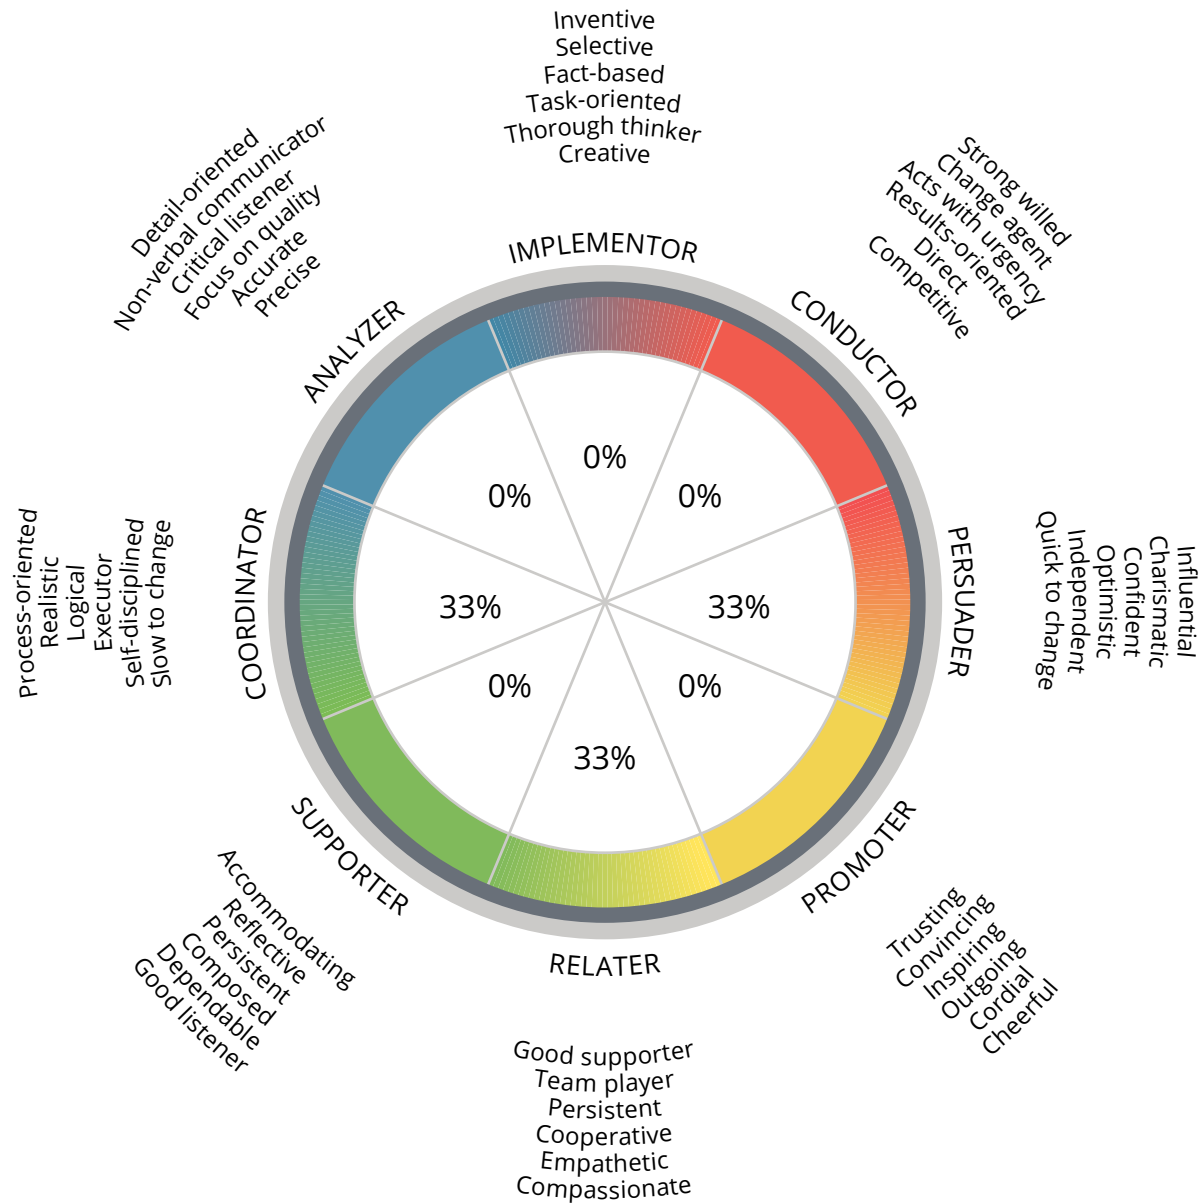 Inventive
Selective
Fact-based
Task-oriented
Thorough thinker
Creative
IMPLEMENTOR
Strong willed
Change agent
Acts with urgency
Results-oriented
Direct
Competitive
CONDUCTOR
Influential
Charismatic
Confident
Optimistic
Independent
Quick to change
PERSUADER
Trusting
Convincing
Inspiring
Outgoing
Cordial
Cheerful
PROMOTER
RELATER
Good supporter
Team player
Persistent
Cooperative
Empathetic
Compassionate
SUPPORTER
Accommodating
Reflective
Persistent
Composed
Dependable
Good listener
COORDINATOR
Process-oriented
Realistic
Logical
Executor
Self-disciplined
Slow to change
ANALYZER
Detail-oriented
Non-verbal communicator
Critical listener
Focus on quality
Accurate
Precise
0%
0%
0%
33%
33%
0%
0%
33%